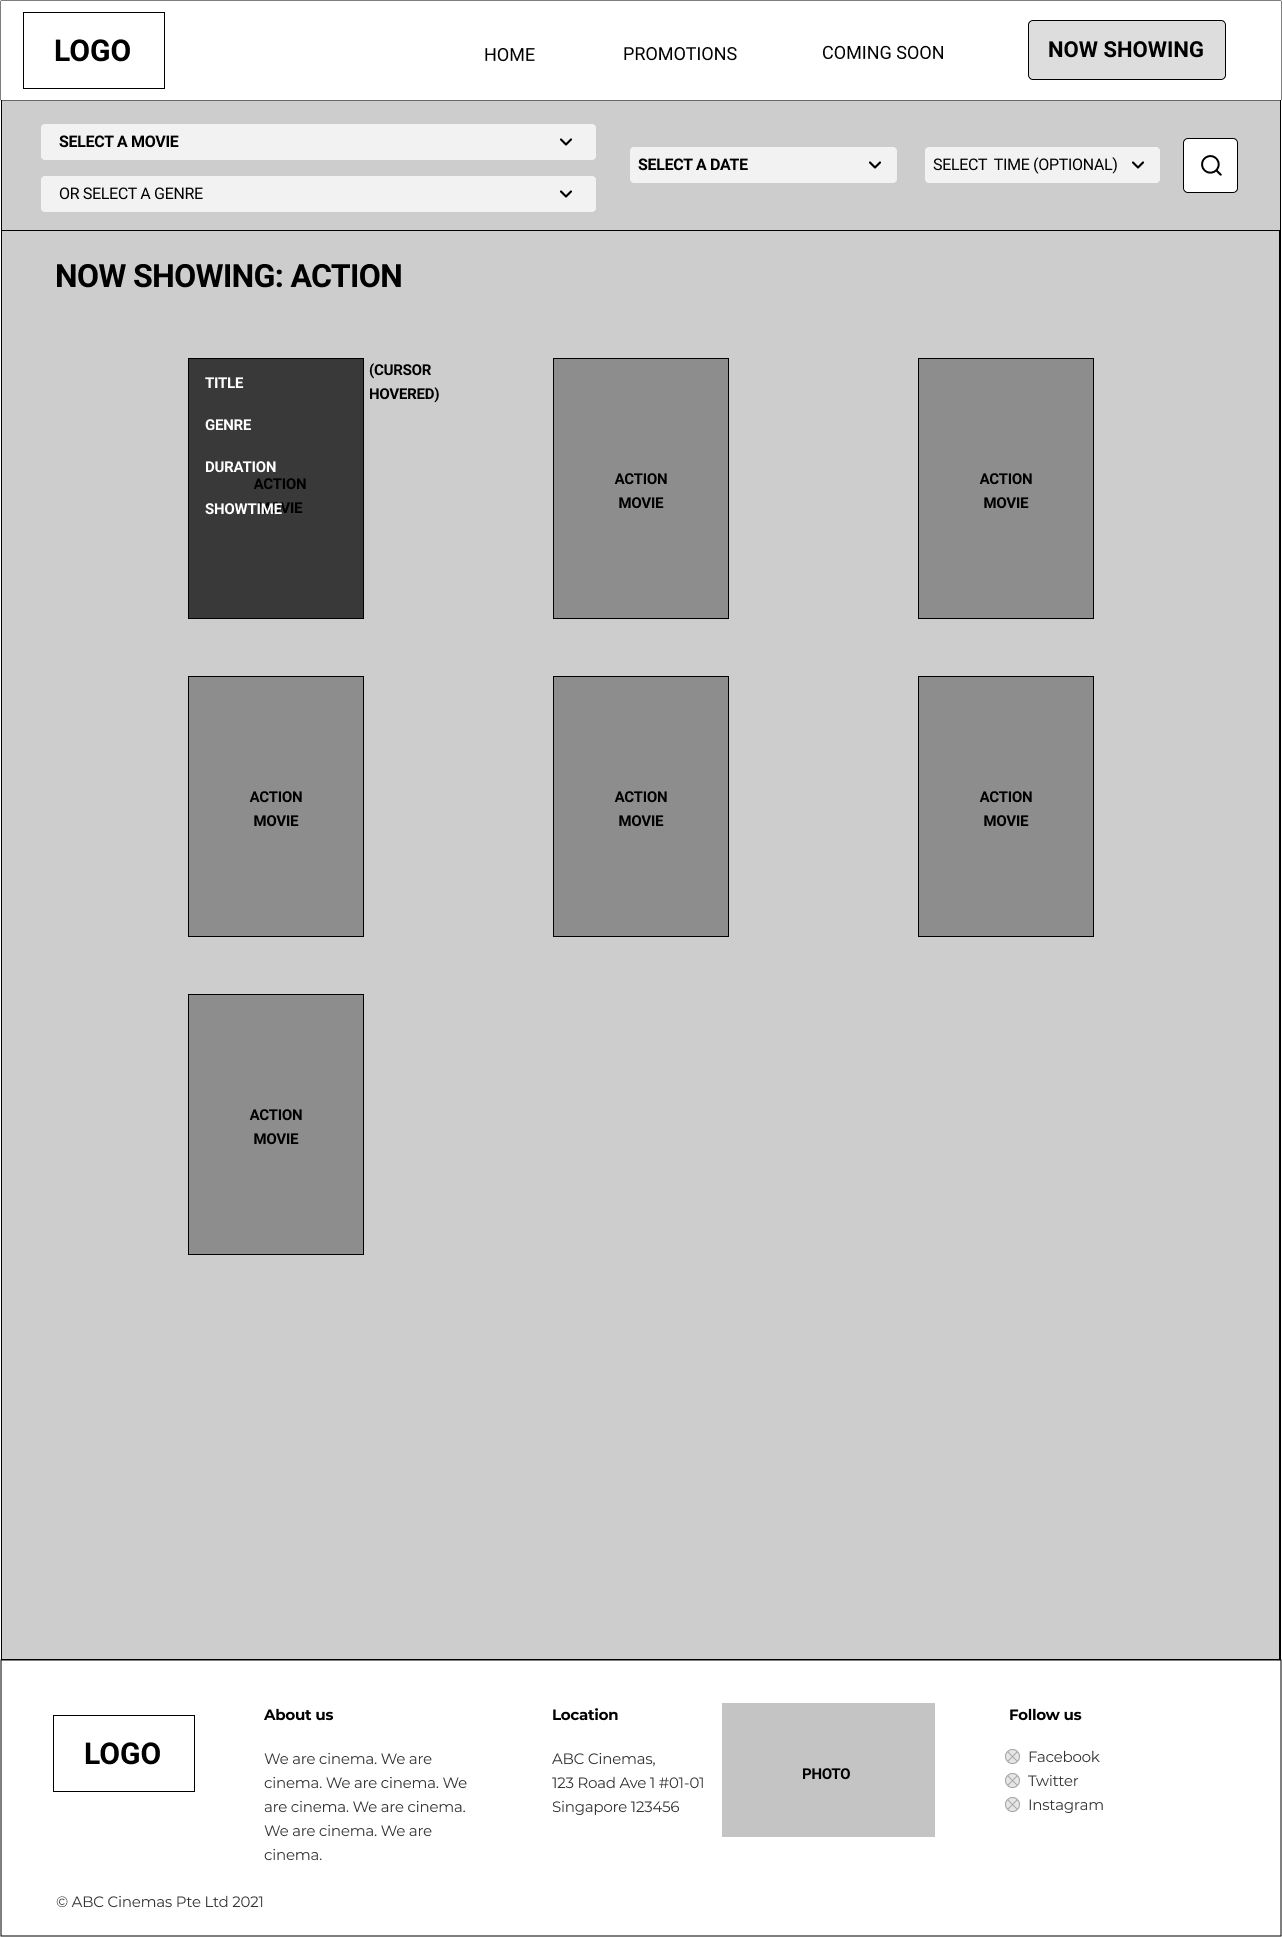 LOGO
HOME
PROMOTIONS
COMING SOON
NOW SHOWING
SELECT A MOVIE
OR SELECT A GENRE
SELECT A DATE
SELECT  TIME (OPTIONAL)
NOW SHOWING: ACTION
TITLE
GENRE
DURATION
ACTION
SHOWTIME
(CURSOR
HOVERED)
ACTION
MOVIE
ACTION
MOVIE
ACTION
MOVIE
ACTION
MOVIE
ACTION
MOVIE
ACTION
MOVIE
LOGO
About us
We are cinema. We are
cinema. We are cinema. We
are cinema. We are cinema.
We are cinema. We are
cinema.
Location
ABC Cinemas,
123 Road Ave 1 #01-01
Singapore 123456
PHOTO
Follow us
Facebook
Twitter
Instagram
© ABC Cinemas Pte Ltd 2021